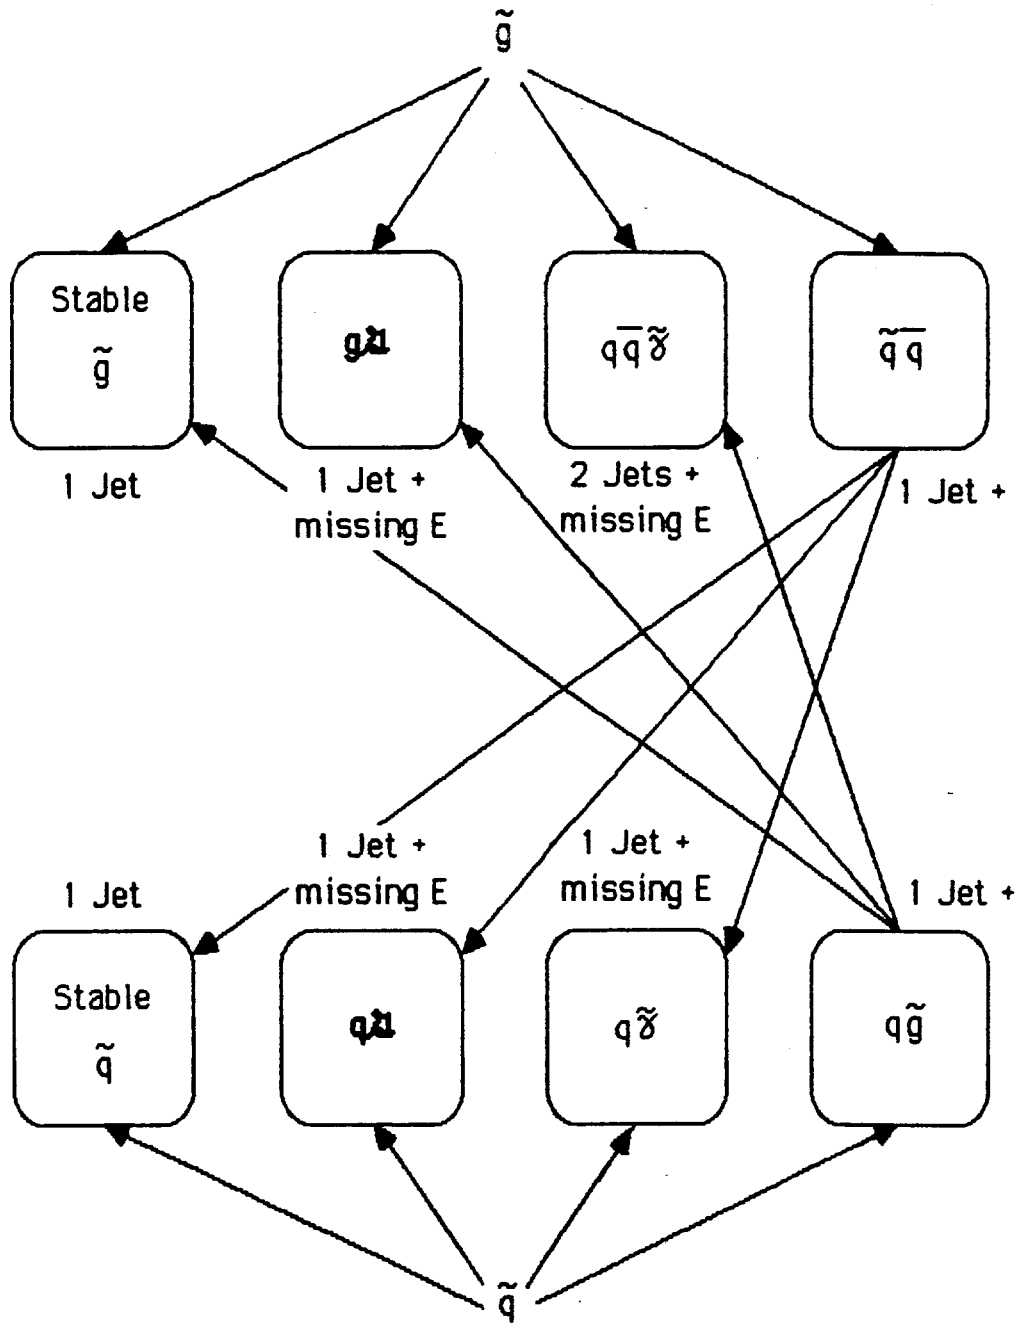 g̃
Stable
g̃
q q̄ γ̃
q̃ q̄
1 Jet
1 Jet +
missing E
2 Jets +
missing E
1 Jet +
1 Jet
1 Jet +
missing E
1 Jet +
missing E
1 Jet +
Stable
q̃
q γ̃
q g̃
q̃